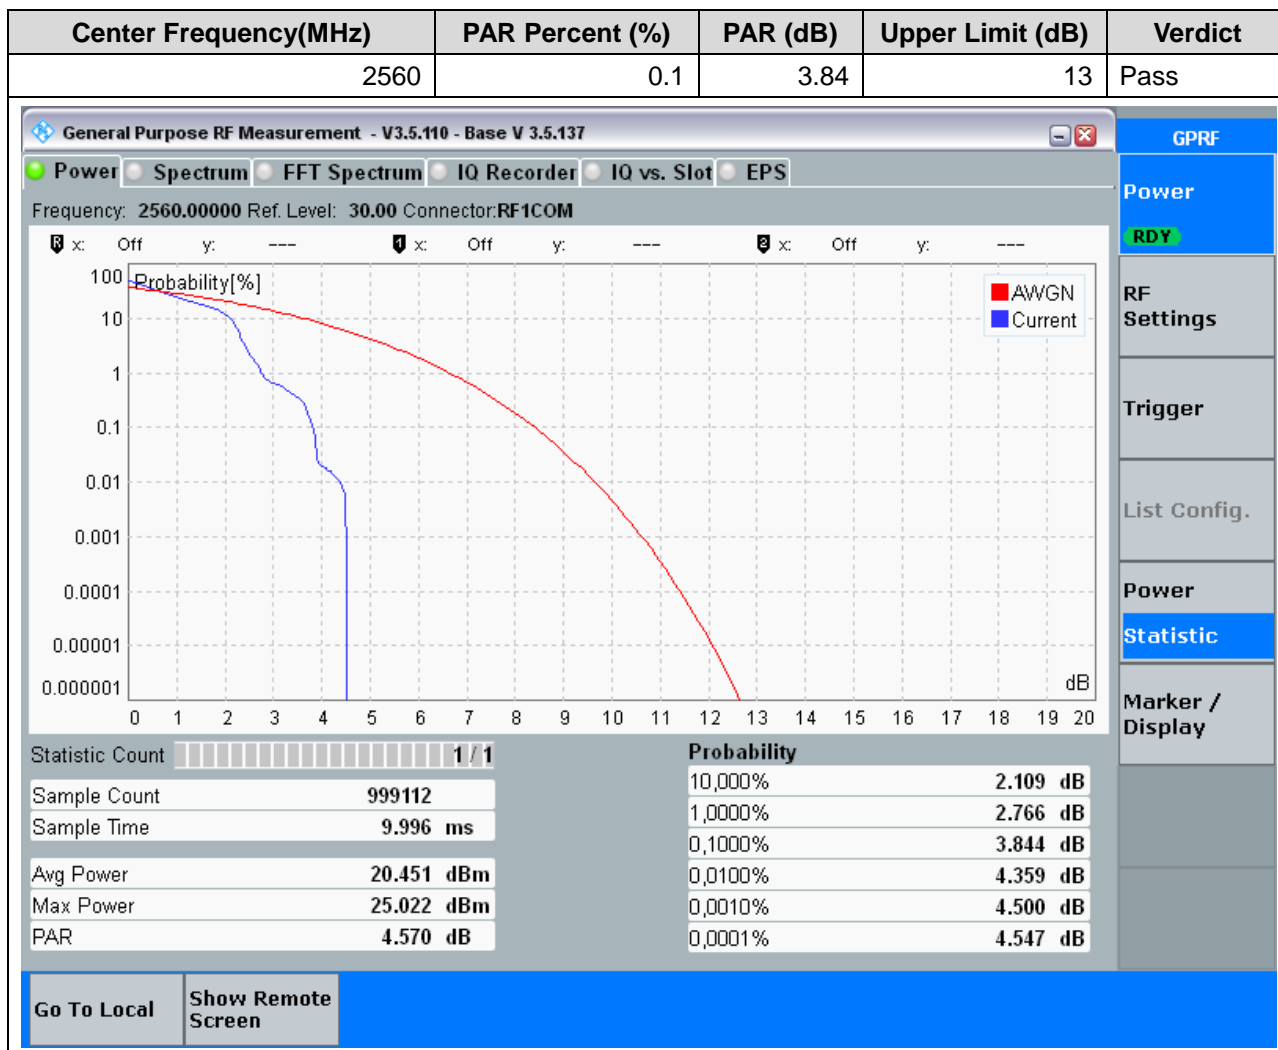 Center Frequency(MHz) PAR Percent (%) PAR (dB) Upper Limit (dB) Verdict
2560 0.1 3.84 13 Pass
General Purpose RF Measurement - V3.5.110 - Base V 3.5.137
GPRF
Power Spectrum FFT Spectrum IQ Recorder IQ vs. Slot EPS
Frequency: 2560.00000 Ref. Level: 30.00 Connector:RF1COM
R x: Off y: --- 1 x: Off y: --- 2 x: Off y: ---
Probability[%]
AWGN
Current
100
10
1
0.1
0.01
0.001
0.0001
0.00001
0.000001
dB
0 1 2 3 4 5 6 7 8 9 10 11 12 13 14 15 16 17 18 19 20
Statistic Count 1 / 1
Sample Count 999112
Sample Time 9.996 ms
Avg Power 20.451 dBm
Max Power 25.022 dBm
PAR 4.570 dB
Probability
10,000% 2.109 dB
1,0000% 2.766 dB
0,1000% 3.844 dB
0,0100% 4.359 dB
0,0010% 4.500 dB
0,0001% 4.547 dB
Power
RDY
RF
Settings
Trigger
List Config.
Power
Statistic
Marker /
Display
Go To Local
Show Remote
Screen